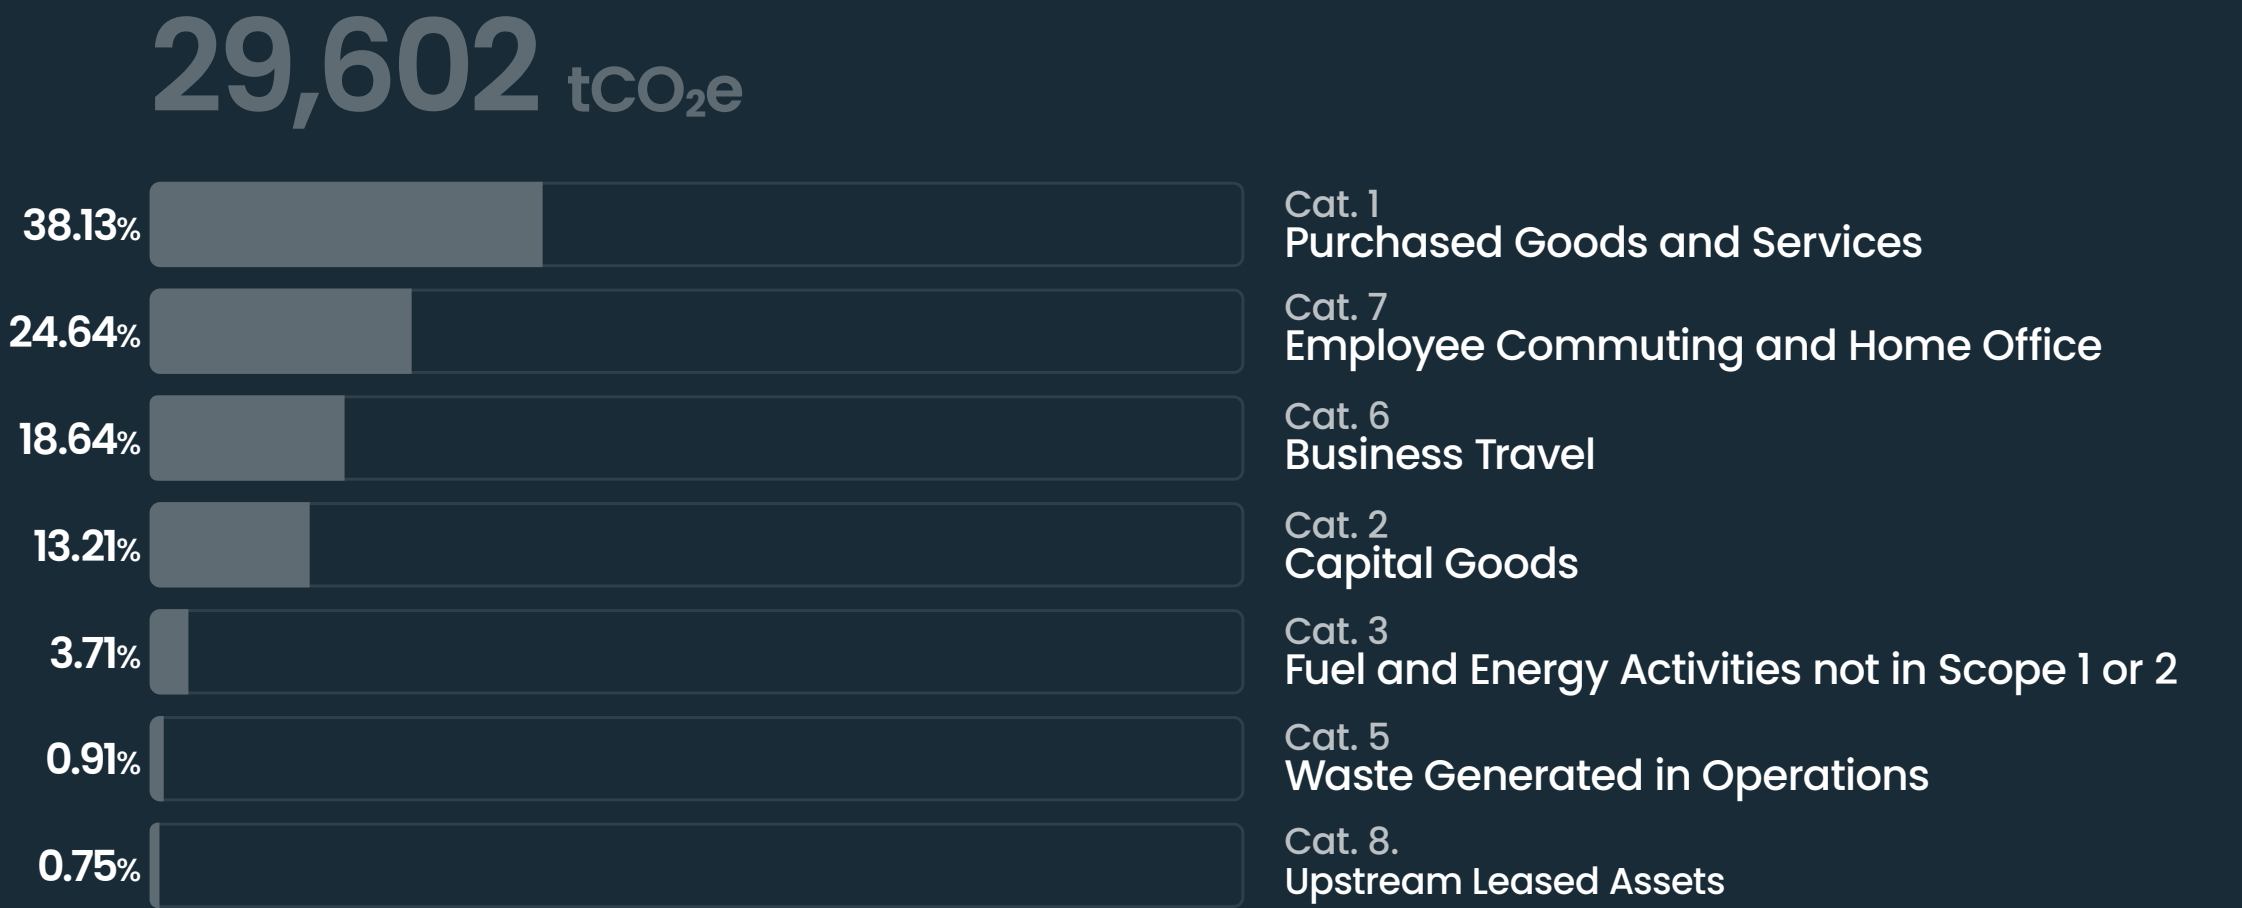 29,602 tCO₂e
38.13%
Cat. 1
Purchased Goods and Services
24.64%
Cat. 7
Employee Commuting and Home Office
18.64%
Cat. 6
Business Travel
13.21%
Cat. 2
Capital Goods
3.71%
Cat. 3
Fuel and Energy Activities not in Scope 1 or 2
0.91%
Cat. 5
Waste Generated in Operations
0.75%
Cat. 8.
Upstream Leased Assets